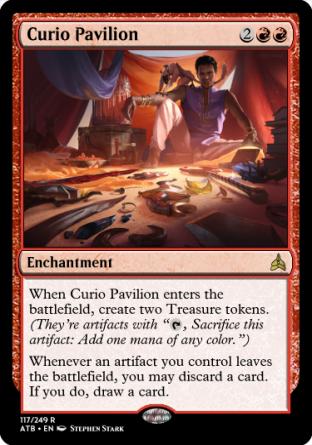 Curio Pavilion 2
Enchantment
When Curio Pavilion enters the
battlefield, create two Treasure tokens.
(They're artifacts with “, Sacrifice this
artifact: Add one mana of any color.”)
Whenever an artifact you control leaves
the battlefield, you may discard a card.
If you do, draw a card.
117/249 R
ATB • EN STEPHEN STARK